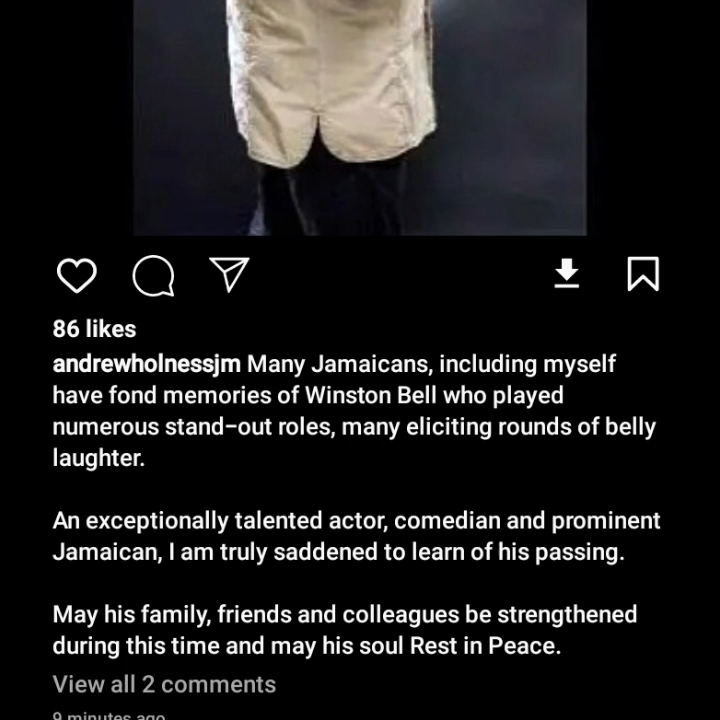 86 likes
andrewholnessjm Many Jamaicans, including myself
have fond memories of Winston Bell who played
numerous stand-out roles, many eliciting rounds of belly
laughter.
An exceptionally talented actor, comedian and prominent
Jamaican, I am truly saddened to learn of his passing.
May his family, friends and colleagues be strengthened
during this time and may his soul Rest in Peace.
View all 2 comments
9 minutes ago